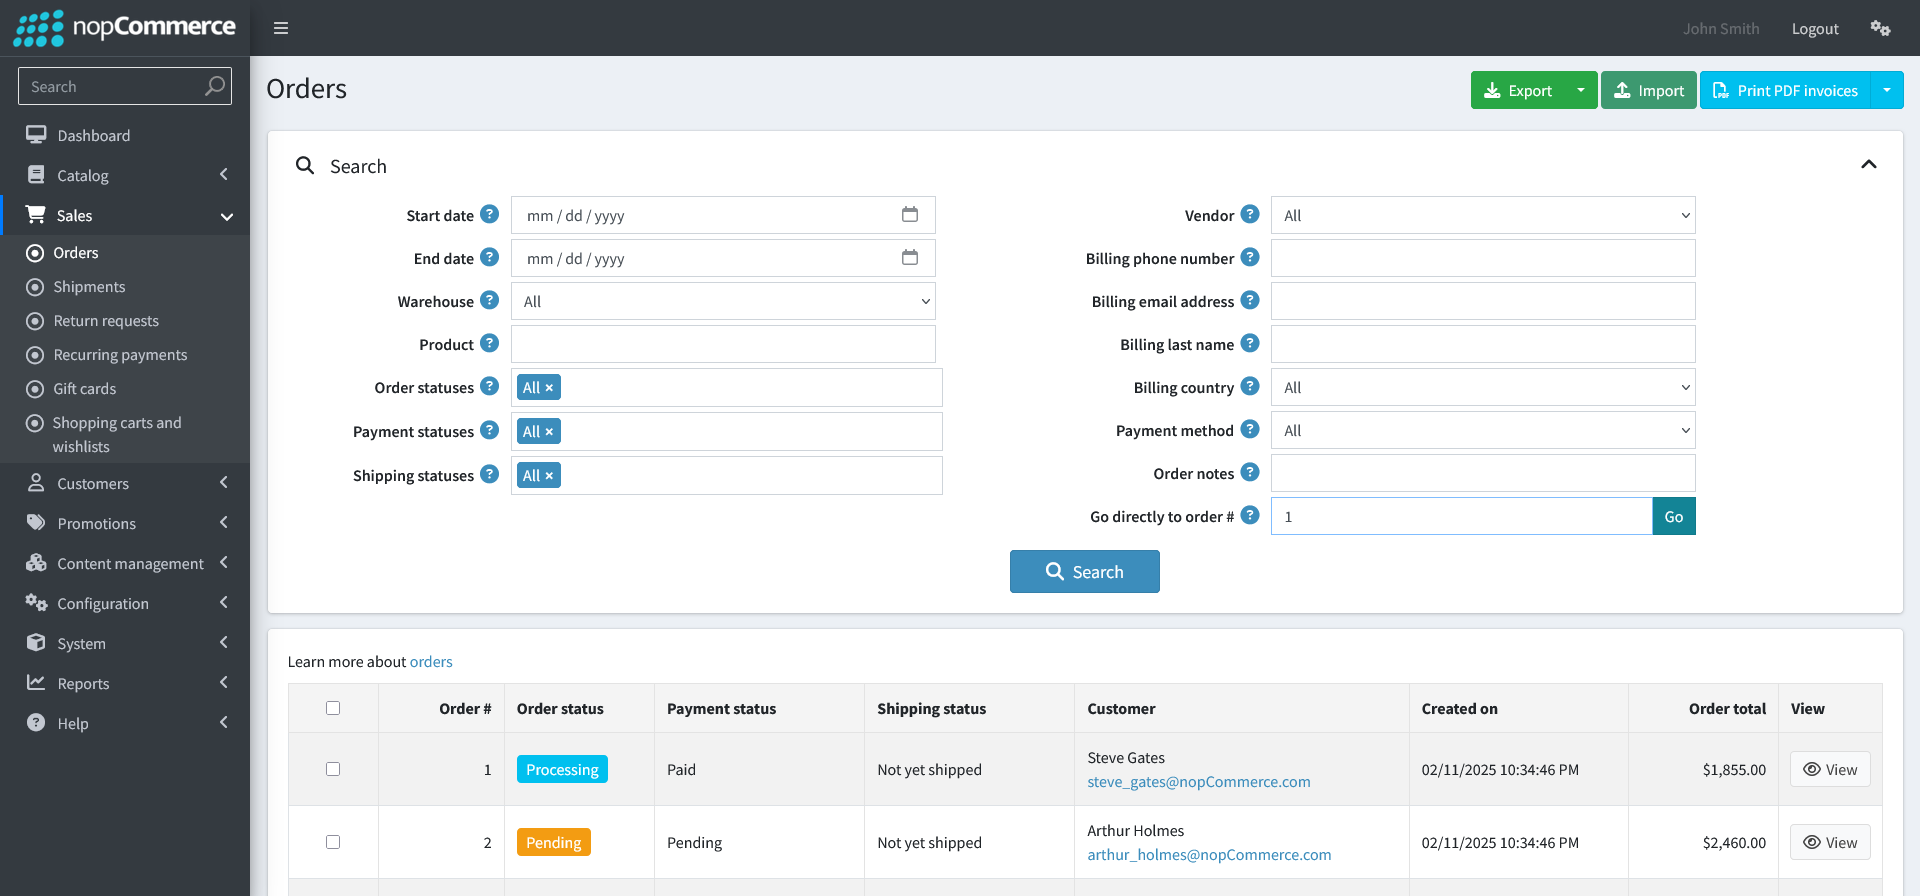 nopCommerce
John Smith
Logout
Search
Dashboard
Catalog
Sales
Orders
Shipments
Return requests
Recurring payments
Gift cards
Shopping carts and
wishlists
Customers
Promotions
Content management
Configuration
System
Reports
Help
Orders
Export
Import
Print PDF invoices
Search
Start date ? mm / dd / yyyy
End date ? mm / dd / yyyy
Warehouse ? All
Product ?
Order statuses ? All ×
Payment statuses ? All ×
Shipping statuses ? All ×
Vendor ? All
Billing phone number ?
Billing email address ?
Billing last name ?
Billing country ? All
Payment method ? All
Order notes ?
Go directly to order # ? 1 Go
Search
Learn more about orders
Order # Order status Payment status Shipping status Customer Created on Order total View
1 Processing Paid Not yet shipped Steve Gates 02/11/2025 10:34:46 PM $1,855.00 View
steve_gates@nopCommerce.com
2 Pending Pending Not yet shipped Arthur Holmes 02/11/2025 10:34:46 PM $2,460.00 View
arthur_holmes@nopCommerce.com